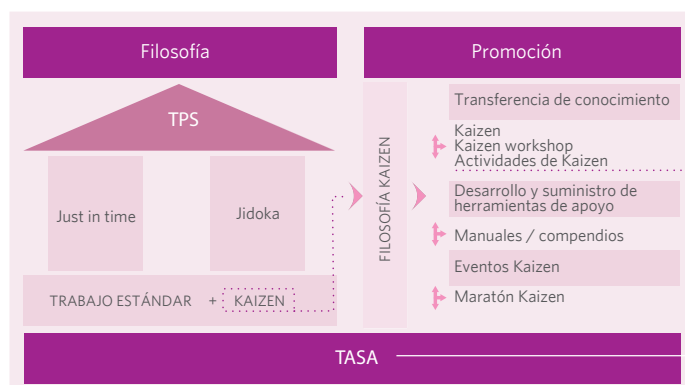 Filosofía
TPS
Just in time
Jidoka
TRABAJO ESTÁNDAR + KAIZEN
Promoción
FILOSOFÍA KAIZEN
Transferencia de conocimiento
Kaizen
Kaizen workshop
Actividades de Kaizen
Desarrollo y suministro de
herramientas de apoyo
Manuales / compendios
Eventos Kaizen
Maratón Kaizen
TASA